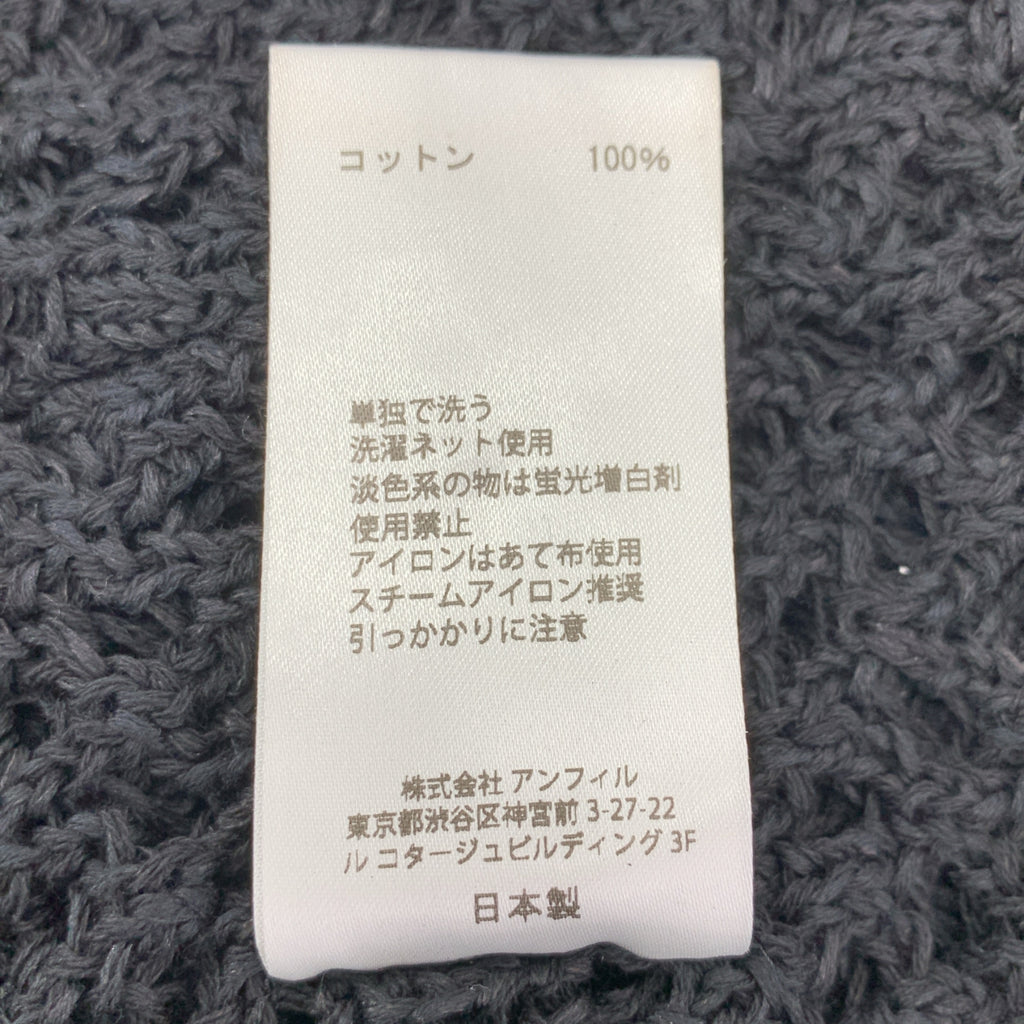 コットン 100%
単独で洗う
洗濯ネット使用
淡色系の物は蛍光増白剤
使用禁止
アイロンはあて布使用
スチームアイロン推奨
引っかかりに注意
株式会社 アンフィル
東京都渋谷区神宮前 3-27-22
ル コタージュビルディング 3F
日本製